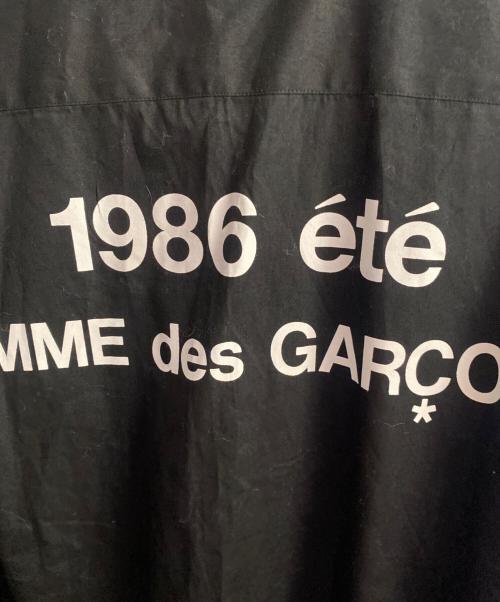 1986 été
MME des GARÇO
*